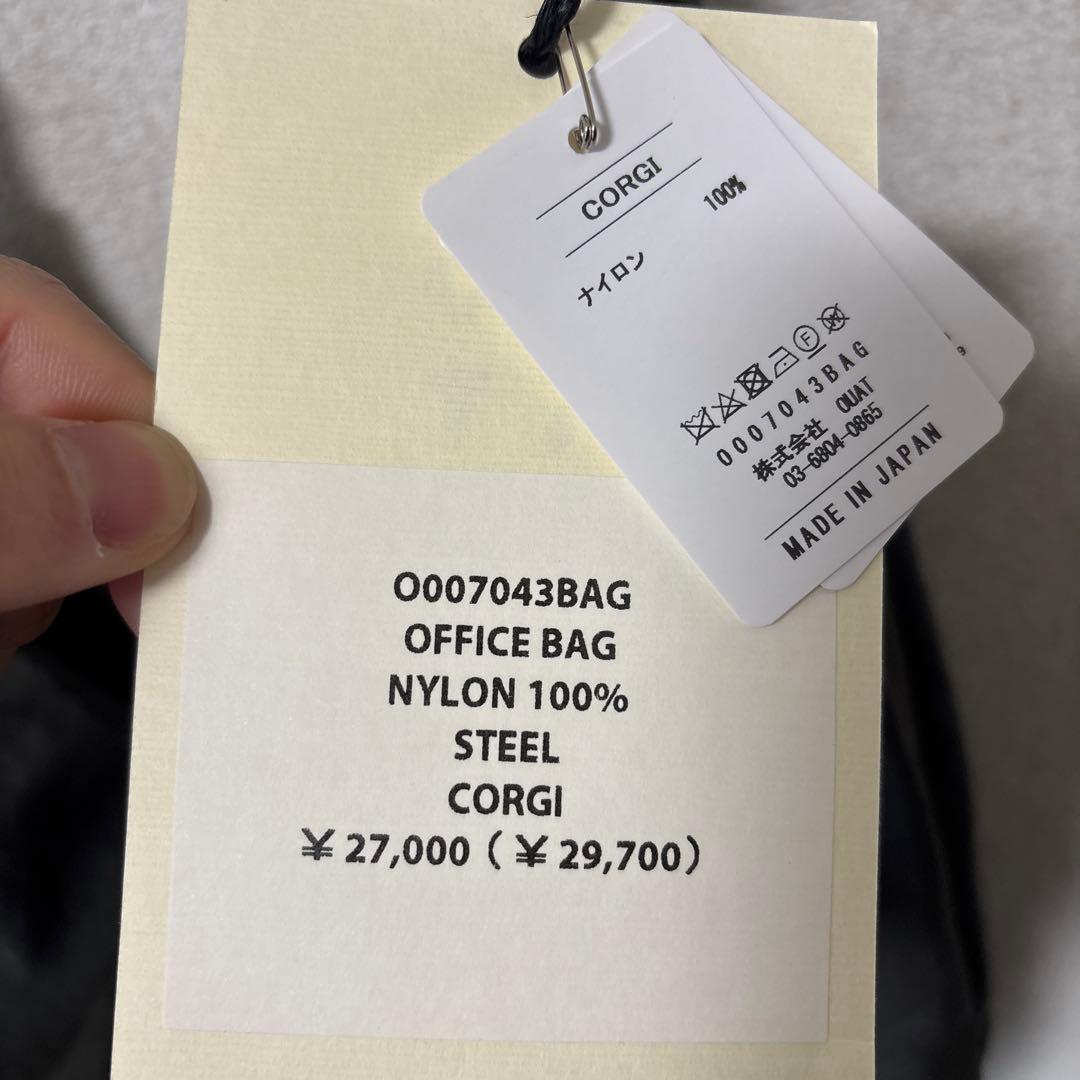 CORGI
ナイロン 100%
0007043BAG
株式会社 OUAT
03-6804-0865
MADE IN JAPAN
O007043BAG
OFFICE BAG
NYLON 100%
STEEL
CORGI
¥ 27,000 ( ¥ 29,700)